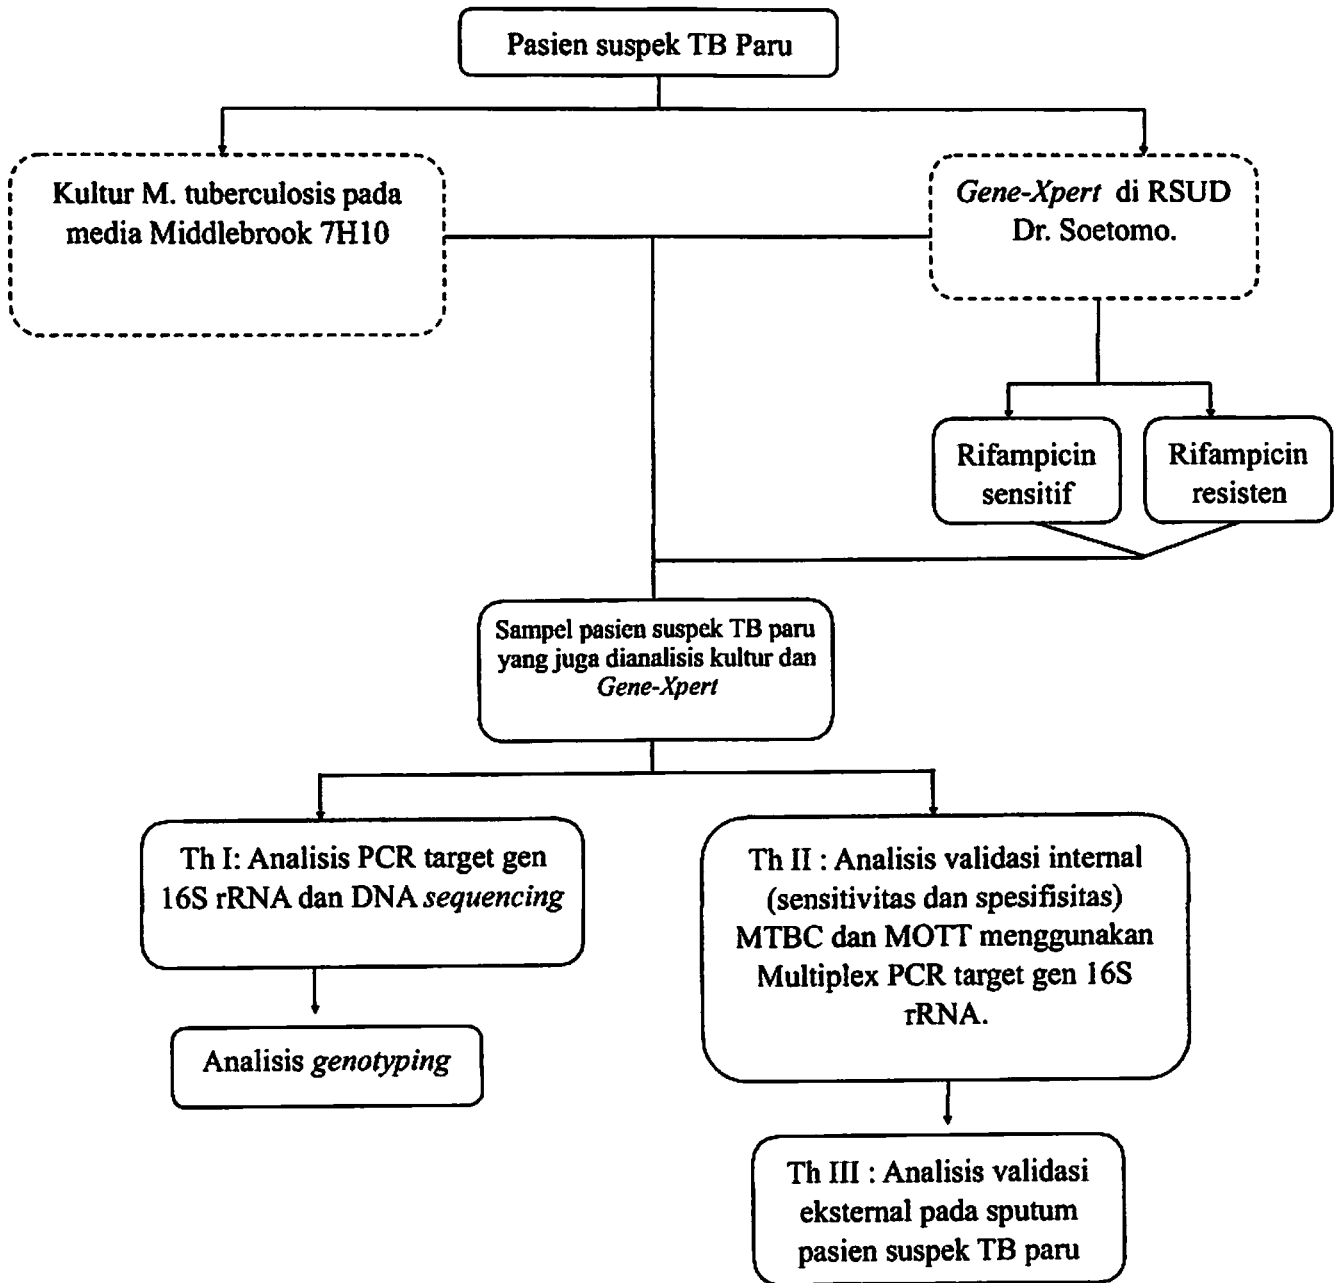 Pasien suspek TB Paru
Kultur M. tuberculosis pada
media Middlebrook 7H10
Gene-Xpert di RSUD
Dr. Soetomo.
Rifampicin
sensitif
Rifampicin
resisten
Sampel pasien suspek TB paru
yang juga dianalisis kultur dan
Gene-Xpert
Th I: Analisis PCR target gen
16S rRNA dan DNA sequencing
Analisis genotyping
Th II : Analisis validasi internal
(sensitivitas dan spesifisitas)
MTBC dan MOTT menggunakan
Multiplex PCR target gen 16S
rRNA.
Th III : Analisis validasi
eksternal pada sputum
pasien suspek TB paru